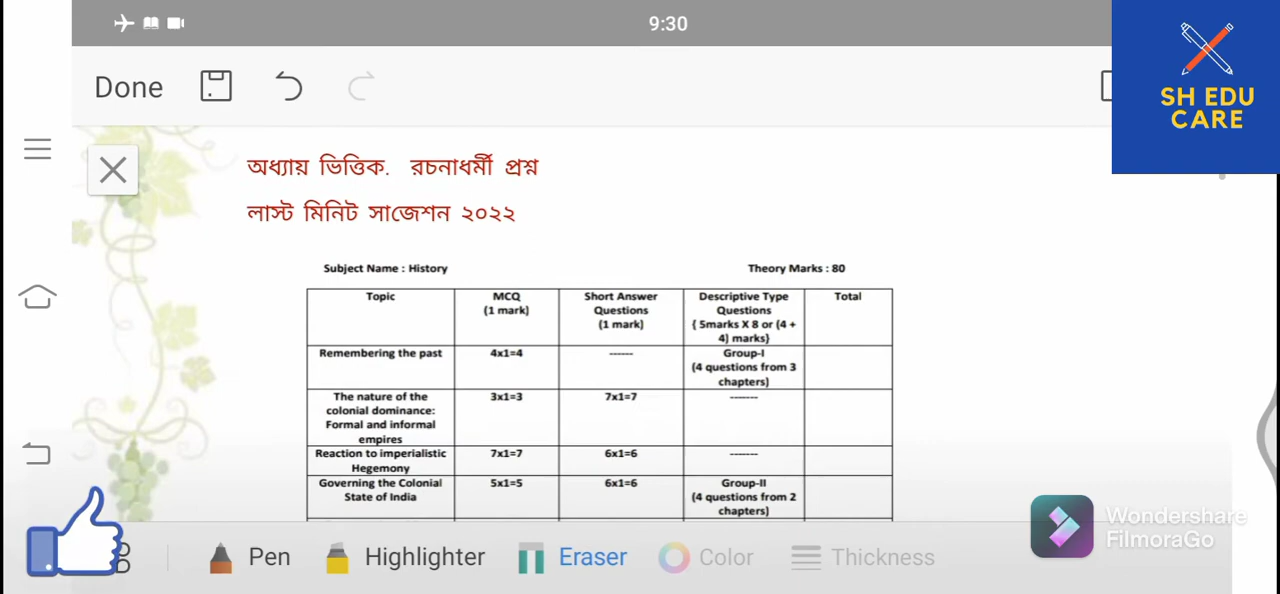 9:30
Done
SH EDU
CARE
অধ্যায় ভিত্তিক. রচনাধর্মী প্রশ্ন
লাস্ট মিনিট সাজেশন ২০২২
Subject Name : History Theory Marks : 80
Topic MCQ Short Answer Descriptive Type Total
(1 mark) Questions Questions
(1 mark) { 5marks X 8 or (4 +
4) marks}
Remembering the past 4x1=4 ------ Group-I
(4 questions from 3
chapters)
The nature of the 3x1=3 7x1=7 -------
colonial dominance:
Formal and informal
empires
Reaction to imperialistic 7x1=7 6x1=6 -------
Hegemony
Governing the Colonial 5x1=5 6x1=6 Group-II
State of India (4 questions from 2
chapters)
Wondershare
FilmoraGo
Pen Highlighter Eraser Color Thickness